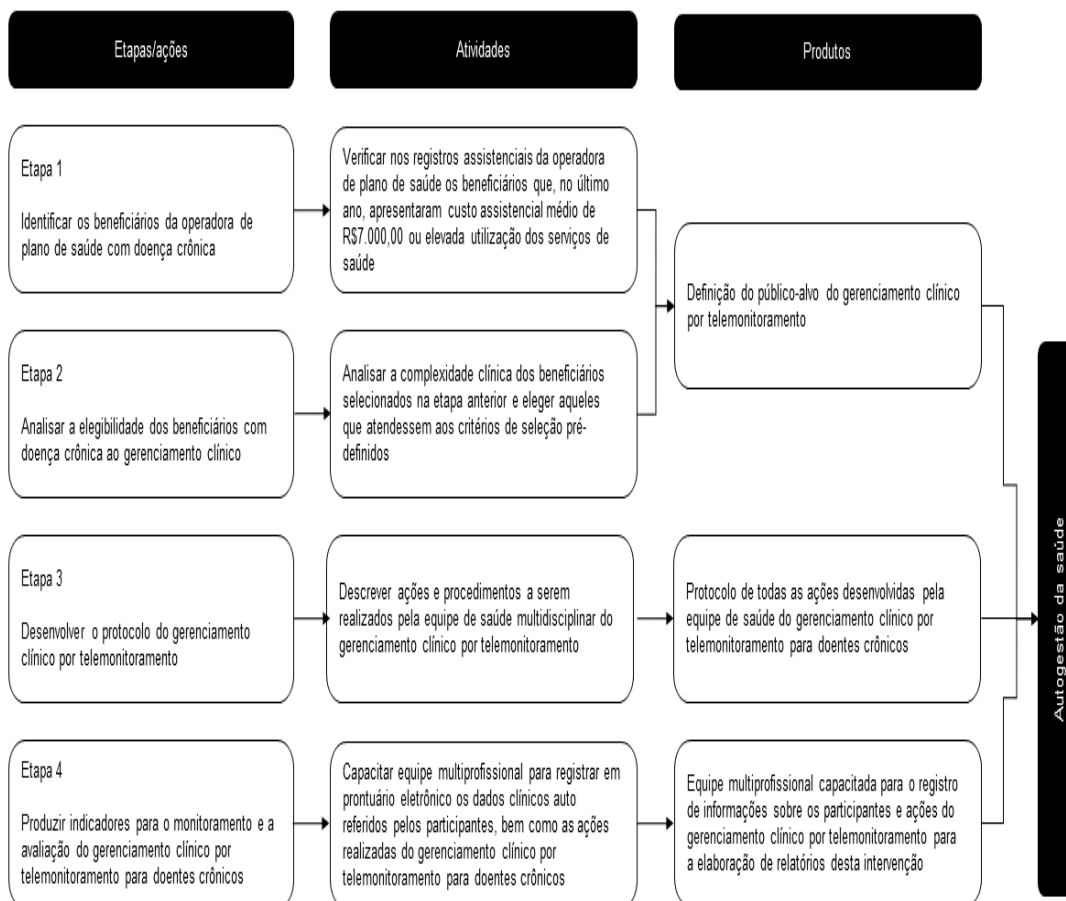 Etapas/ações
Atividades
Produtos
Etapa 1
Identificar os beneficiários da operadora de
plano de saúde com doença crônica
Verificar nos registros assistenciais da operadora
de plano de saúde os beneficiários que, no último
ano, apresentaram custo assistencial médio de
R$7.000,00 ou elevada utilização dos serviços de
saúde
Definição do público-alvo do gerenciamento clínico
por telemonitoramento
Etapa 2
Analisar a elegibilidade dos beneficiários com
doença crônica ao gerenciamento clínico
Analisar a complexidade clínica dos beneficiários
selecionados na etapa anterior e eleger aqueles
que atendessem aos critérios de seleção pré-
definidos
Etapa 3
Desenvolver o protocolo do gerenciamento
clínico por telemonitoramento
Descrever ações e procedimentos a serem
realizados pela equipe de saúde multidisciplinar do
gerenciamento clínico por telemonitoramento
Protocolo de todas as ações desenvolvidas pela
equipe de saúde do gerenciamento clínico por
telemonitoramento para doentes crônicos
Etapa 4
Produzir indicadores para o monitoramento e a
avaliação do gerenciamento clínico por
telemonitoramento para doentes crônicos
Capacitar equipe multiprofissional para registrar em
prontuário eletrônico os dados clínicos auto
referidos pelos participantes, bem como as ações
realizadas do gerenciamento clínico por
telemonitoramento para doentes crônicos
Equipe multiprofissional capacitada para o registro
de informações sobre os participantes e ações do
gerenciamento clínico por telemonitoramento para
a elaboração de relatórios desta intervenção
Autogestão da saúde